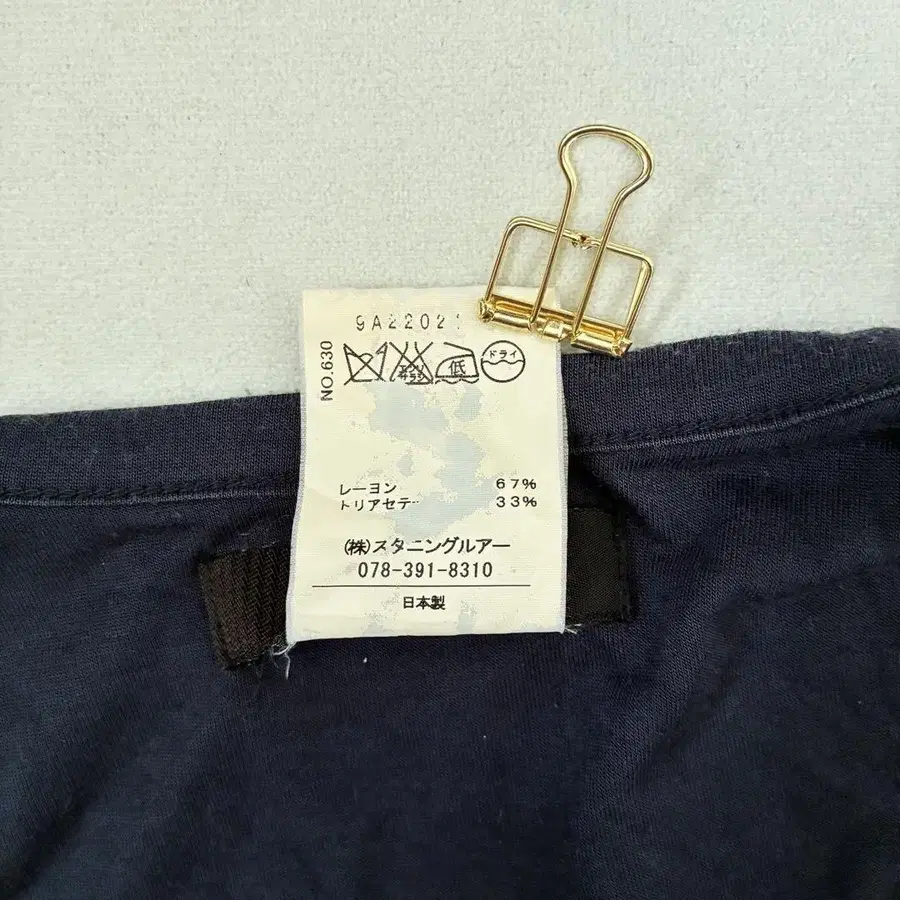 9A22021
NO.630
低 ドライ
レーヨン 67%
トリアセテ 33%
㈱スタニングルアー
078-391-8310
日本製